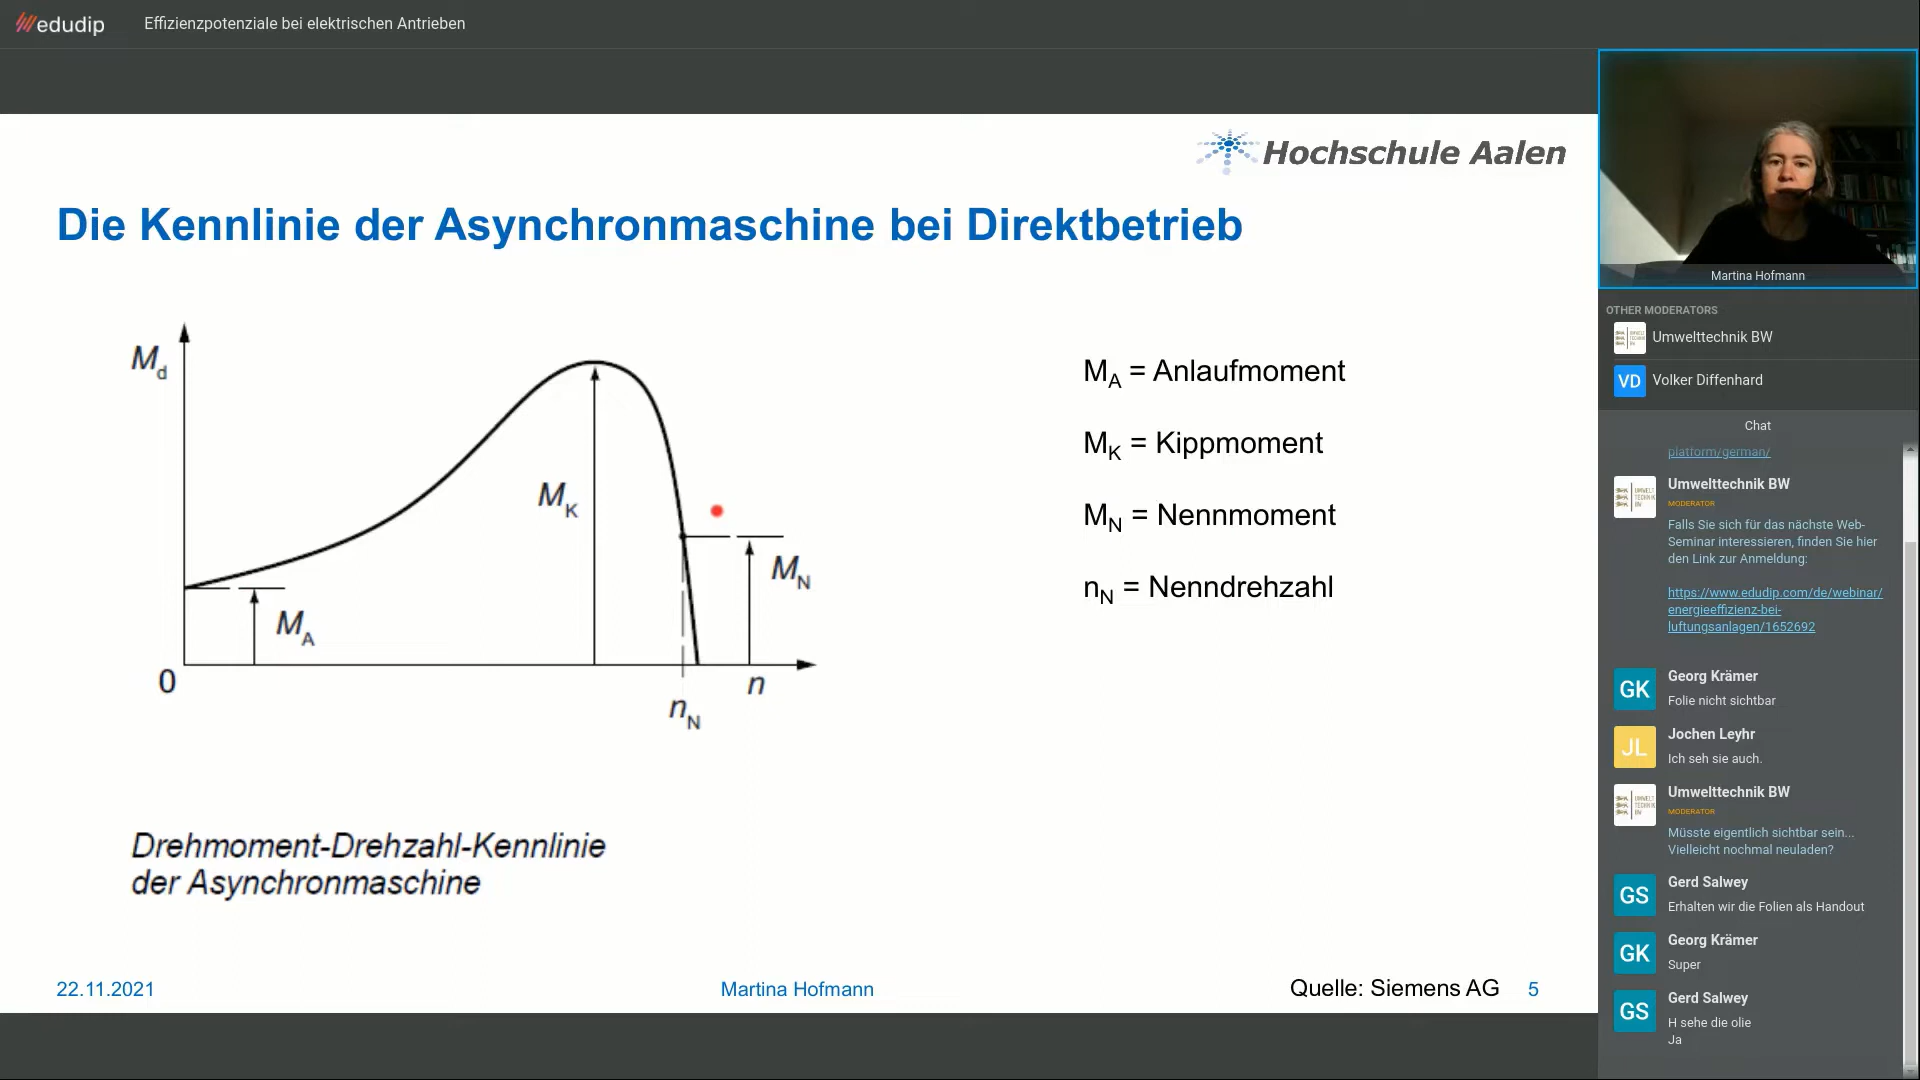 edudip
Effizienzpotenziale bei elektrischen Antrieben
Hochschule Aalen
Die Kennlinie der Asynchronmaschine bei Direktbetrieb
Md
MK
MN
MA
0
n
nN
MA = Anlaufmoment
MK = Kippmoment
MN = Nennmoment
nN = Nenndrehzahl
Drehmoment-Drehzahl-Kennlinie
der Asynchronmaschine
22.11.2021
Martina Hofmann
Quelle: Siemens AG
5
Martina Hofmann
OTHER MODERATORS
Umwelttechnik BW
VD
Volker Diffenhard
Chat
platform/german/
Umwelttechnik BW
MODERATOR
Falls Sie sich für das nächste Web-
Seminar interessieren, finden Sie hier
den Link zur Anmeldung:
https://www.edudip.com/de/webinar/
energieeffizienz-bei-
luftungsanlagen/1652692
GK
Georg Krämer
Folie nicht sichtbar
JL
Jochen Leyhr
Ich seh sie auch.
Umwelttechnik BW
MODERATOR
Müsste eigentlich sichtbar sein...
Vielleicht nochmal neuladen?
GS
Gerd Salwey
Erhalten wir die Folien als Handout
GK
Georg Krämer
Super
GS
Gerd Salwey
H sehe die olie
Ja